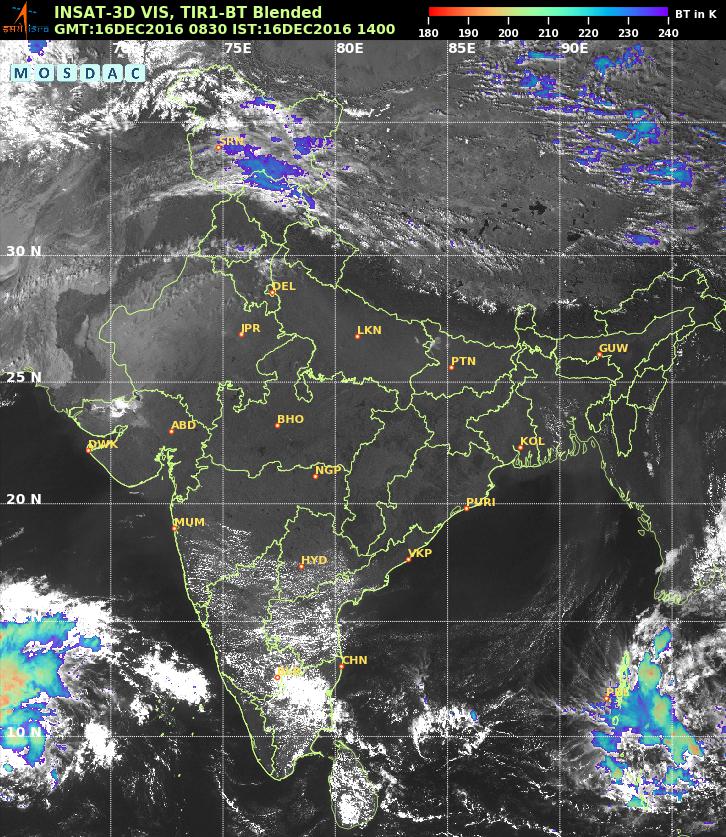 INSAT-3D VIS, TIR1-BT Blended
GMT:16DEC2016 0830 IST:16DEC2016 1400
BT in K
180 190 200 210 220 230 240
75E 80E 85E 90E
M O S D A C
SRN
30 N
DEL
JPR LKN
GUW
PTN
25 N
ABD BHO
DWK KOL
NGP
20 N PURI
MUM
HYD VKP
CHN
10 N